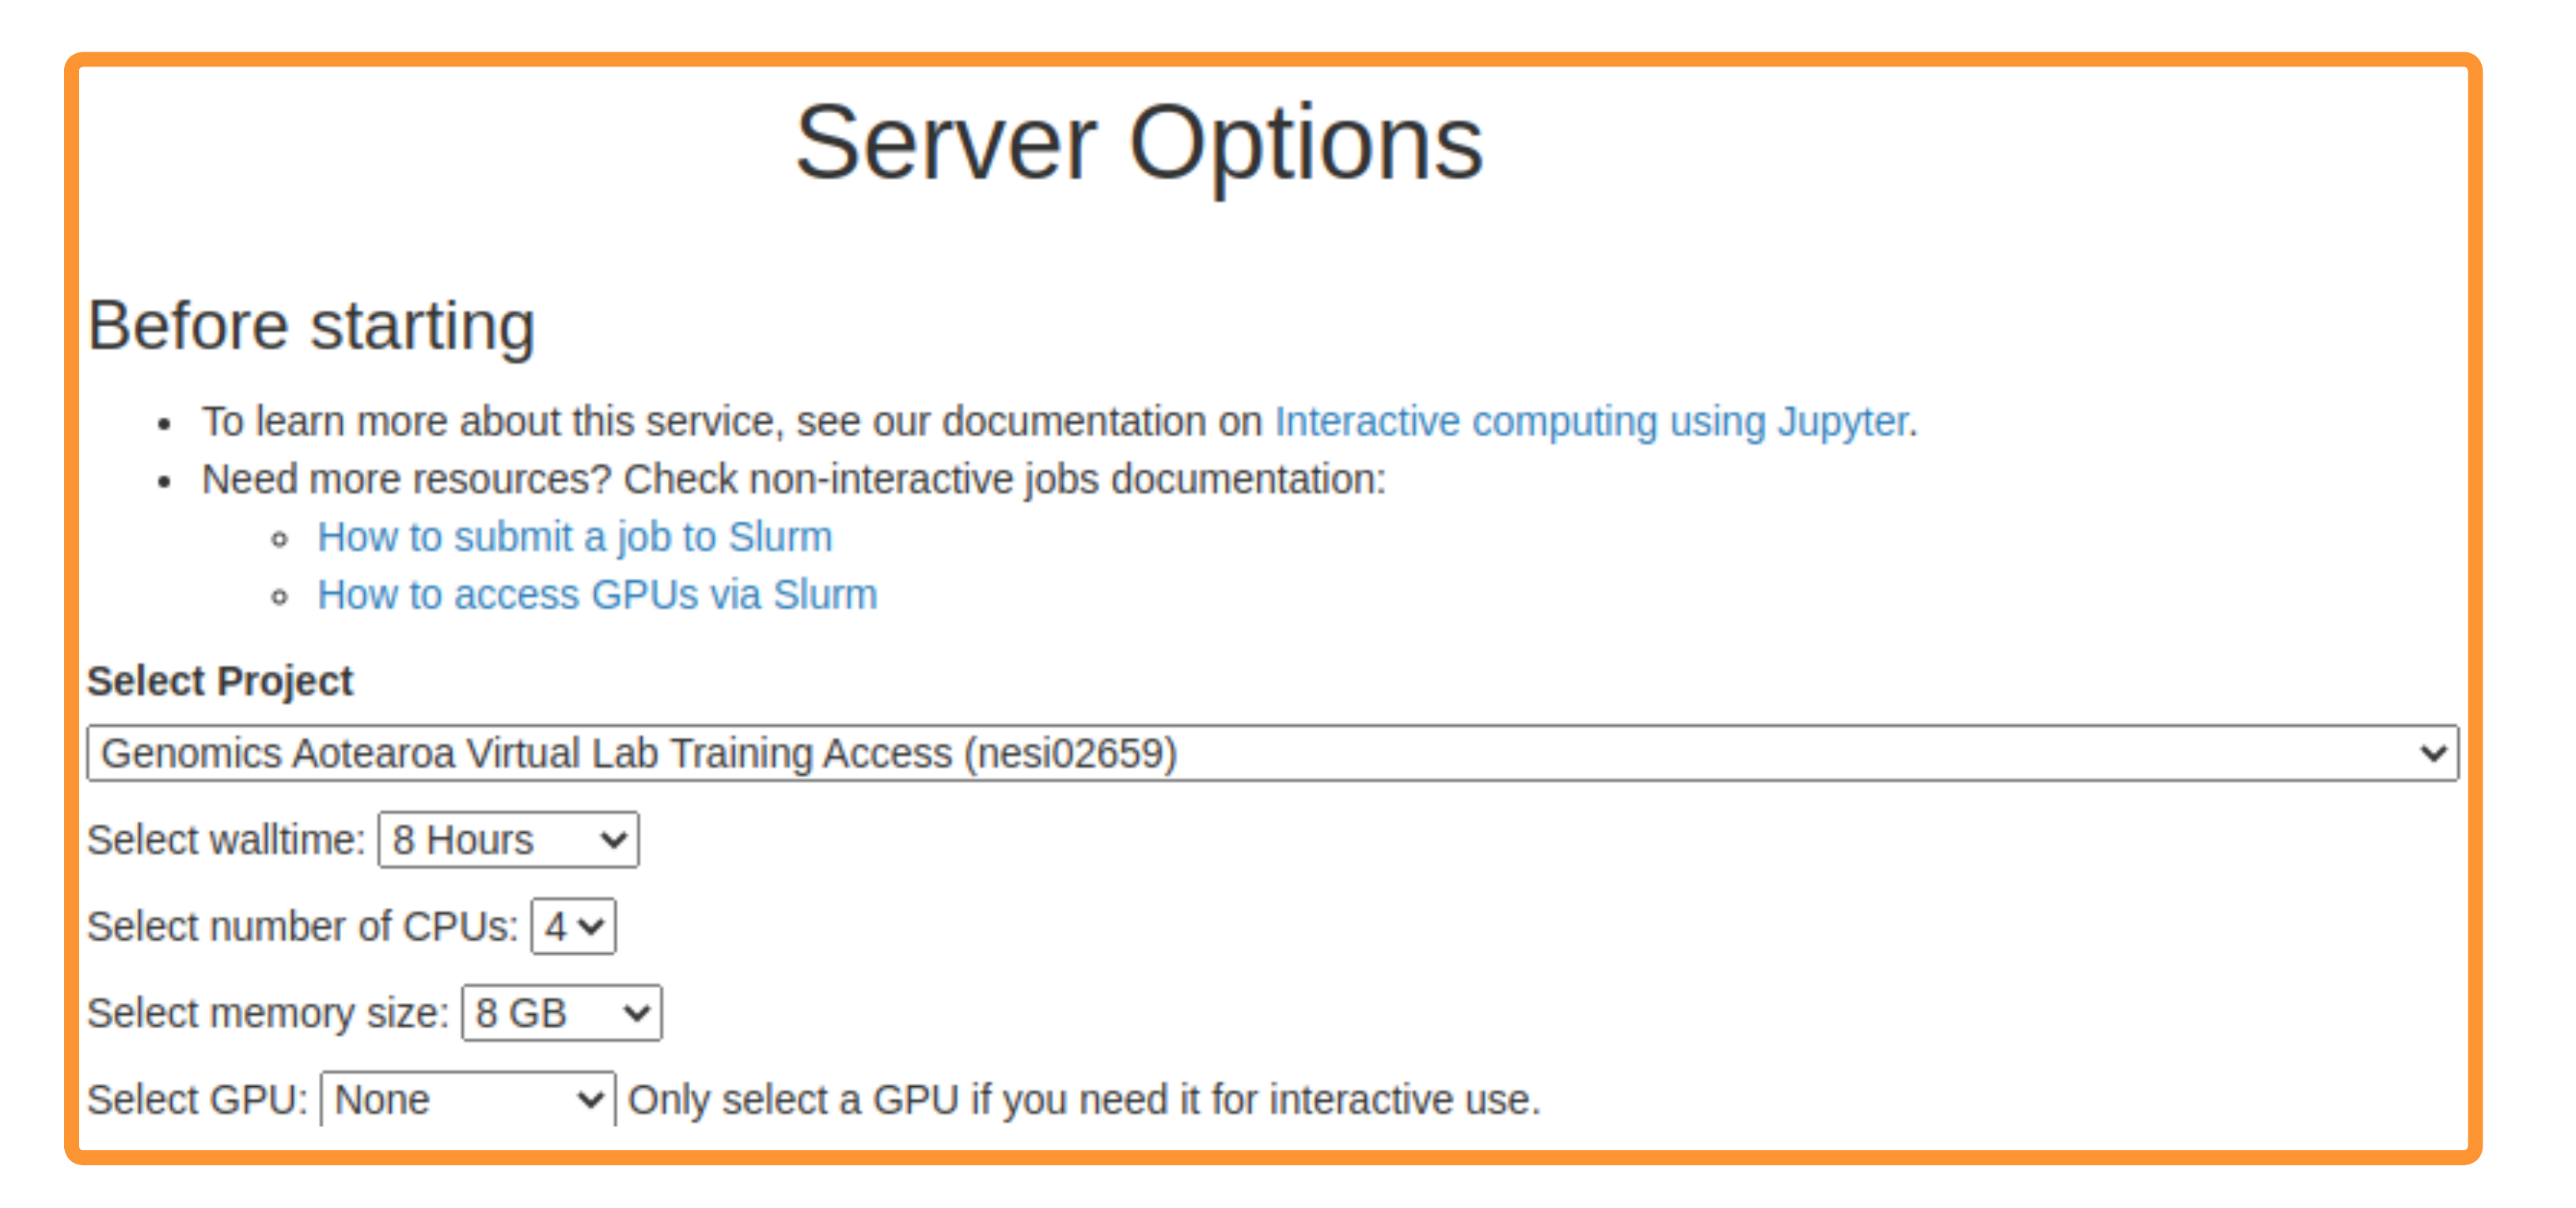 Server Options
Before starting
To learn more about this service, see our documentation on Interactive computing using Jupyter.
Need more resources? Check non-interactive jobs documentation:
How to submit a job to Slurm
How to access GPUs via Slurm
Select Project
Genomics Aotearoa Virtual Lab Training Access (nesi02659)
Select walltime: 8 Hours
Select number of CPUs: 4
Select memory size: 8 GB
Select GPU: None Only select a GPU if you need it for interactive use.